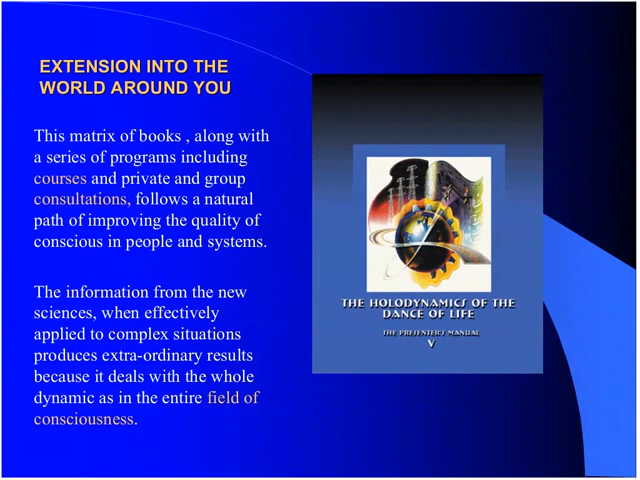 EXTENSION INTO THE
WORLD AROUND YOU
This matrix of books , along with
a series of programs including
courses and private and group
consultations, follows a natural
path of improving the quality of
conscious in people and systems.
The information from the new
sciences, when effectively
applied to complex situations
produces extra-ordinary results
because it deals with the whole
dynamic as in the entire field of
consciousness.
THE HOLODYNAMICS OF THE
DANCE OF LIFE
THE PRESENTER'S MANUAL
V